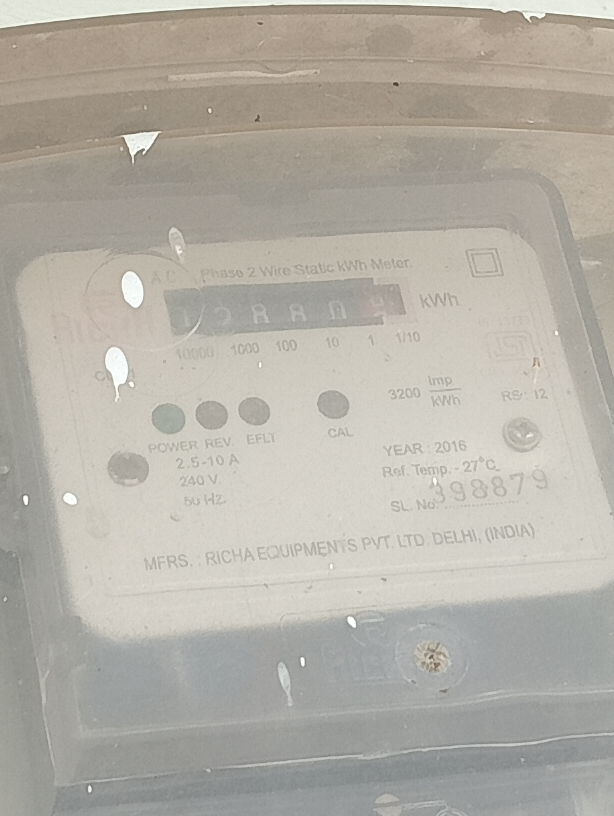 A.C Phase 2 Wire Static kWh Meter.
kWh
10000 1000 100 10 1 1/10
3200 Imp/kWh
RS : 12
POWER REV. EFLT CAL
2.5-10 A
240 V.
50 Hz.
YEAR : 2016
Ref. Temp. - 27°C
SL. No. 398879
MFRS. : RICHA EQUIPMENTS PVT. LTD. DELHI, (INDIA)